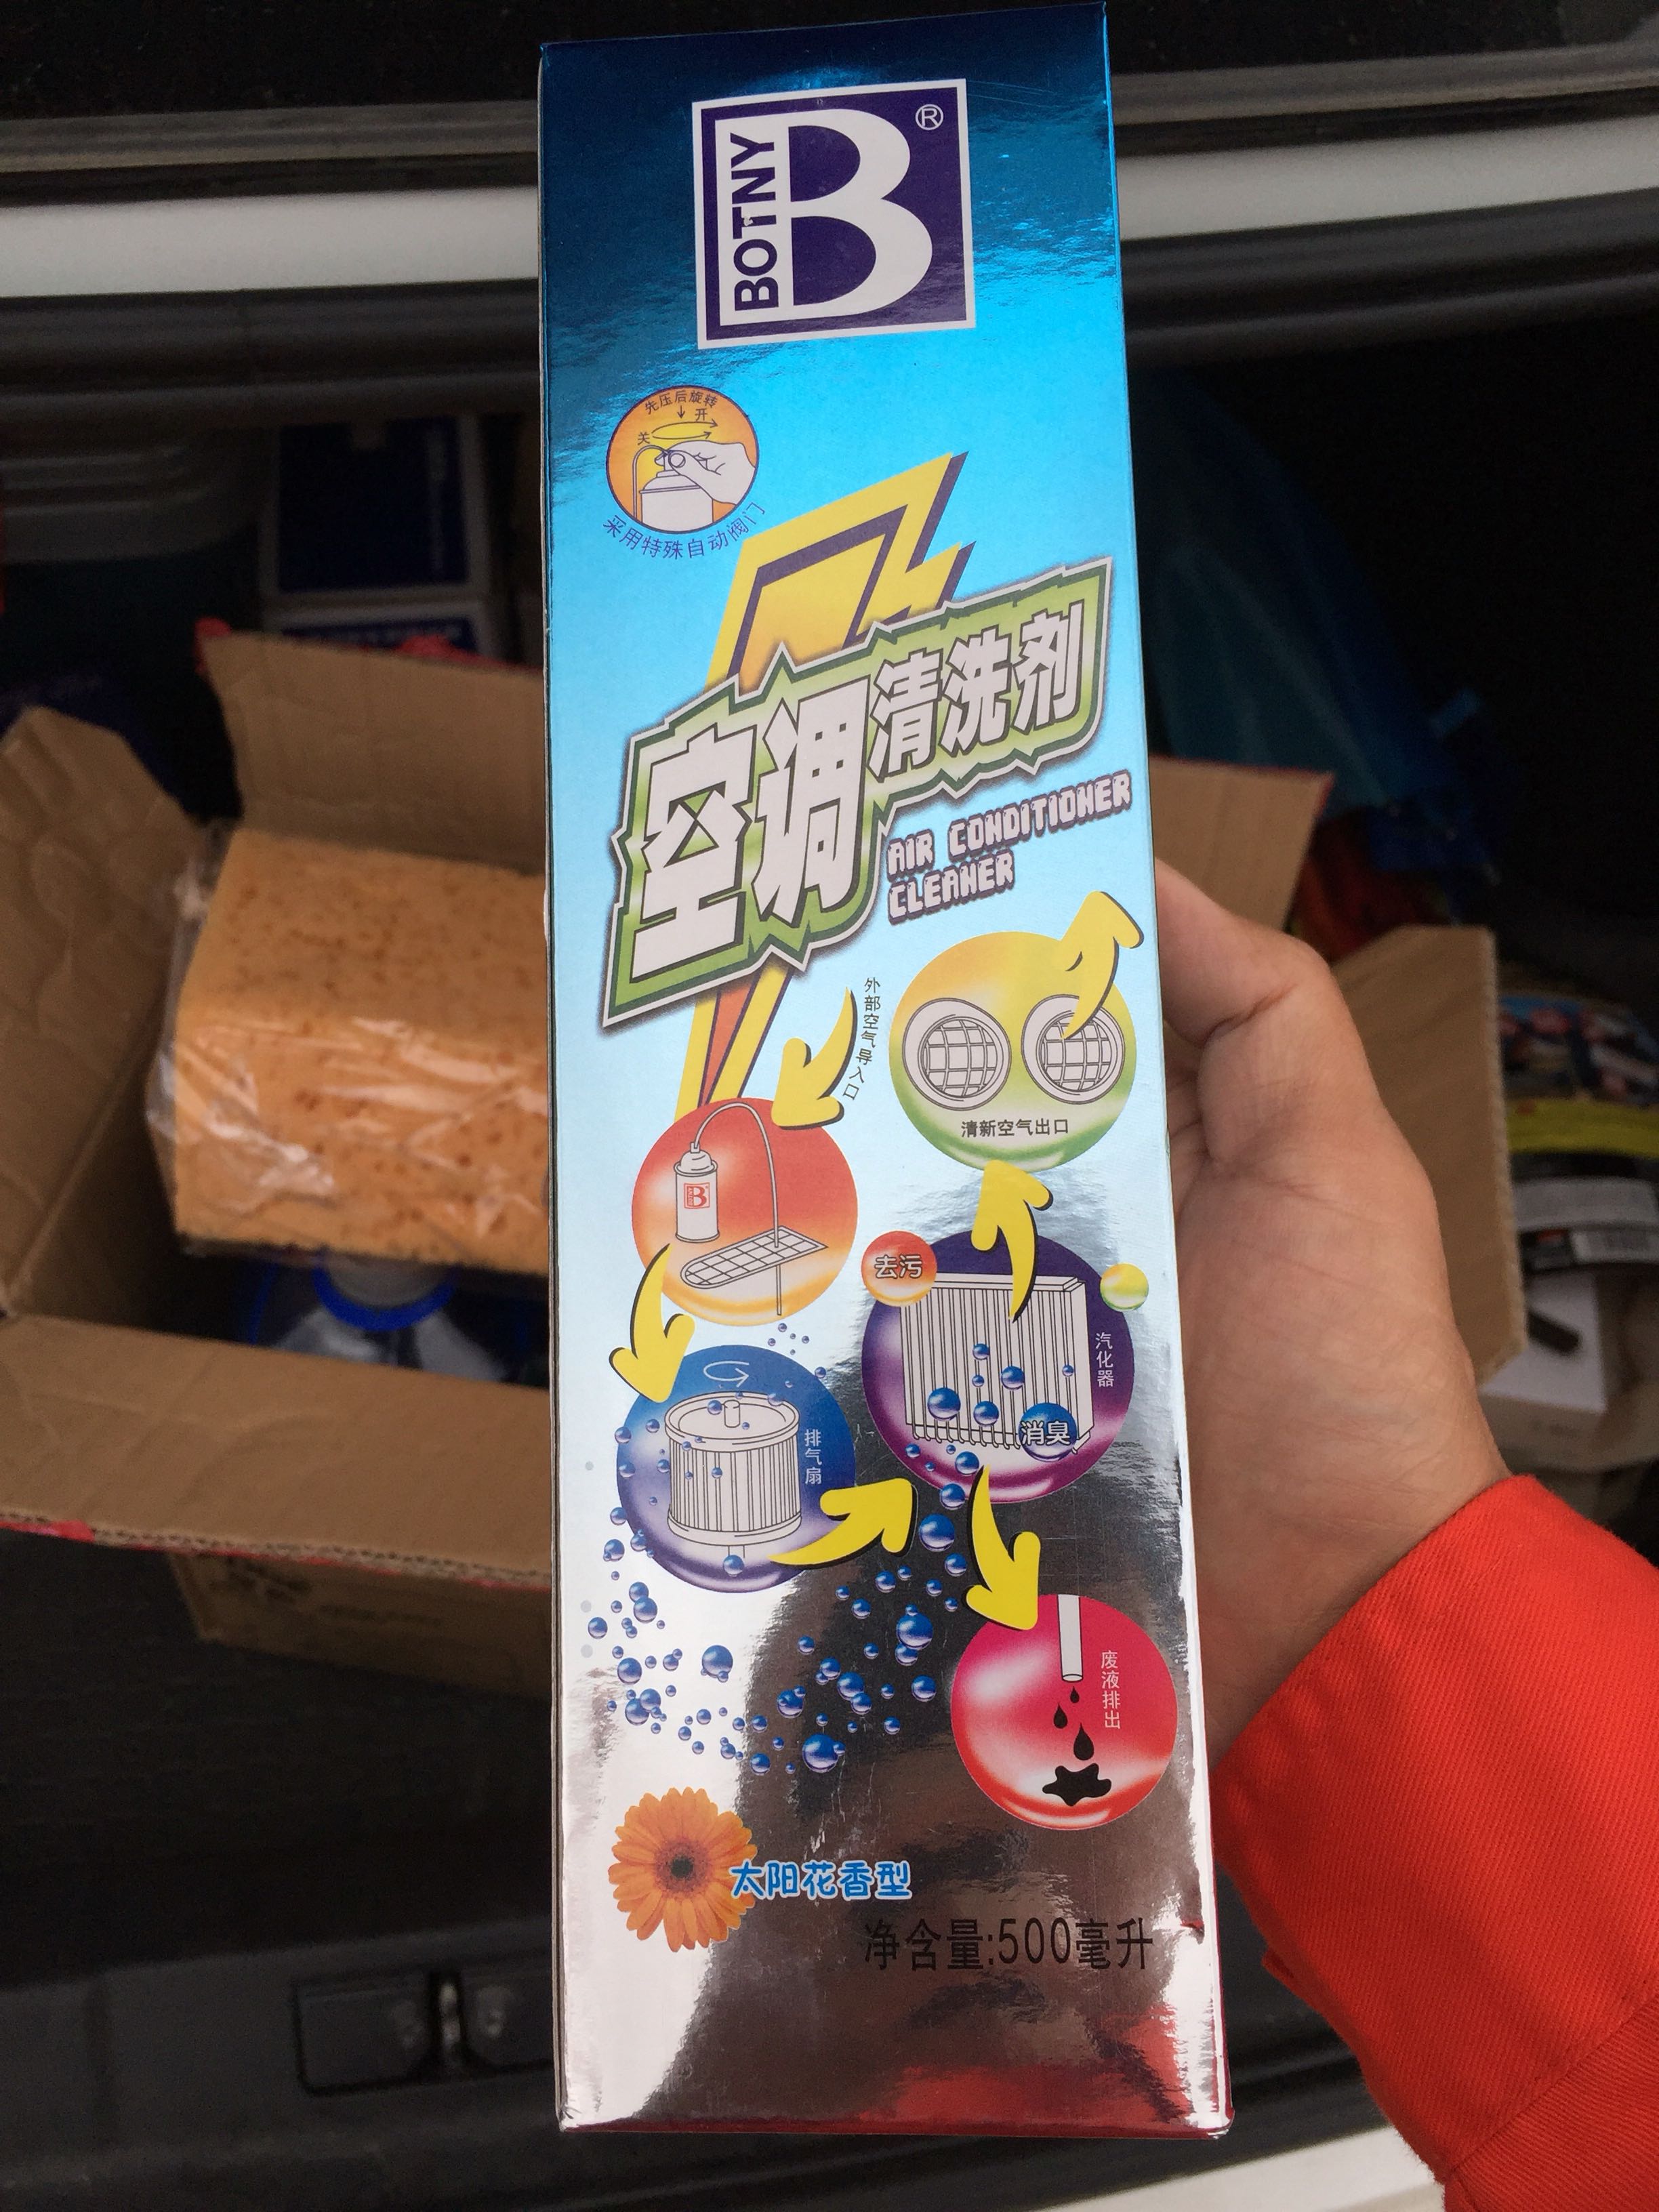 BOTNY
B®
先压后旋转
开
关
采用特殊自动阀门
空调清洗剂
AIR CONDITIONER
CLEANER
外部空气导入口
清新空气出口
B
去污
汽化器
消臭
排气扇
废液排出
太阳花香型
净含量:500毫升